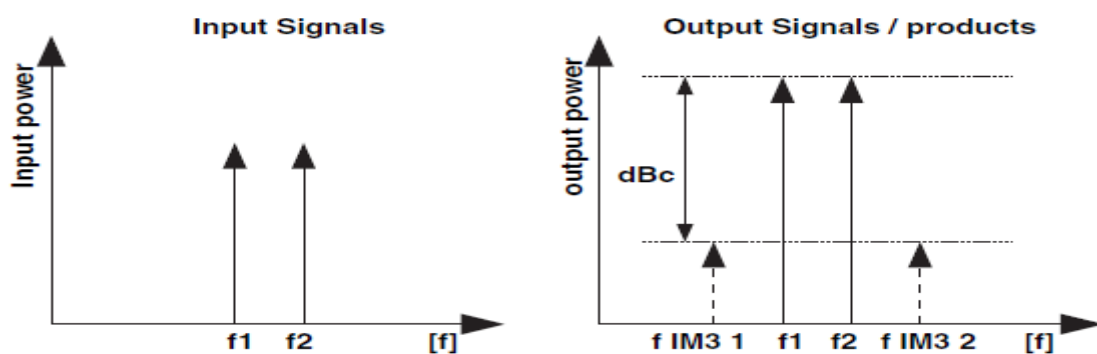 Input Signals
Input power
f1 f2 [f]
Output Signals / products
output power
dBc
f IM3 1 f1 f2 f IM3 2 [f]